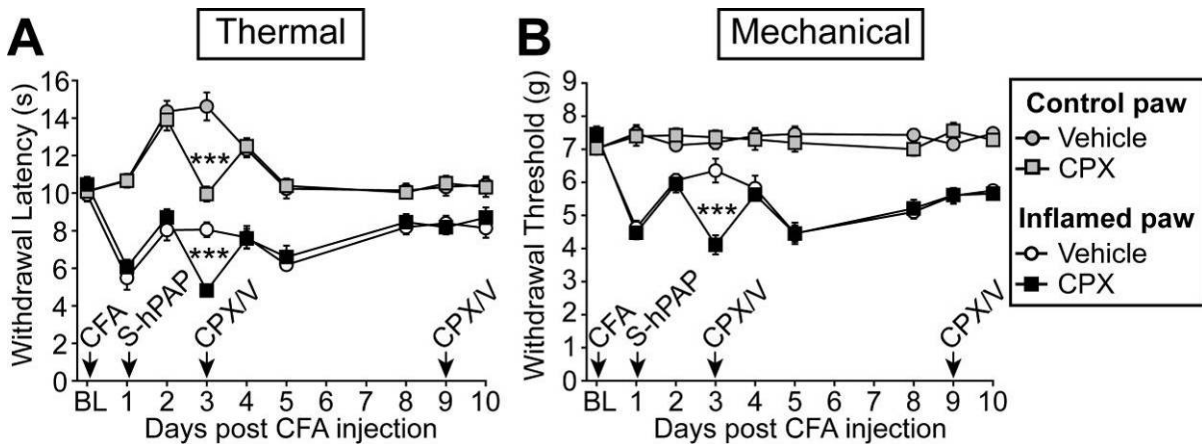 A
Thermal
Withdrawal Latency (s)
16
14
12
10
8
6
4
2
0
***
***
CFA
S-hPAP
CPX/V
CPX/V
BL 1 2 3 4 5 6 7 8 9 10
Days post CFA injection
B
Mechanical
Withdrawal Threshold (g)
9
8
7
6
5
4
3
2
1
0
***
CFA
S-hPAP
CPX/V
CPX/V
BL 1 2 3 4 5 6 7 8 9 10
Days post CFA injection
Control paw
Vehicle
CPX
Inflamed paw
Vehicle
CPX